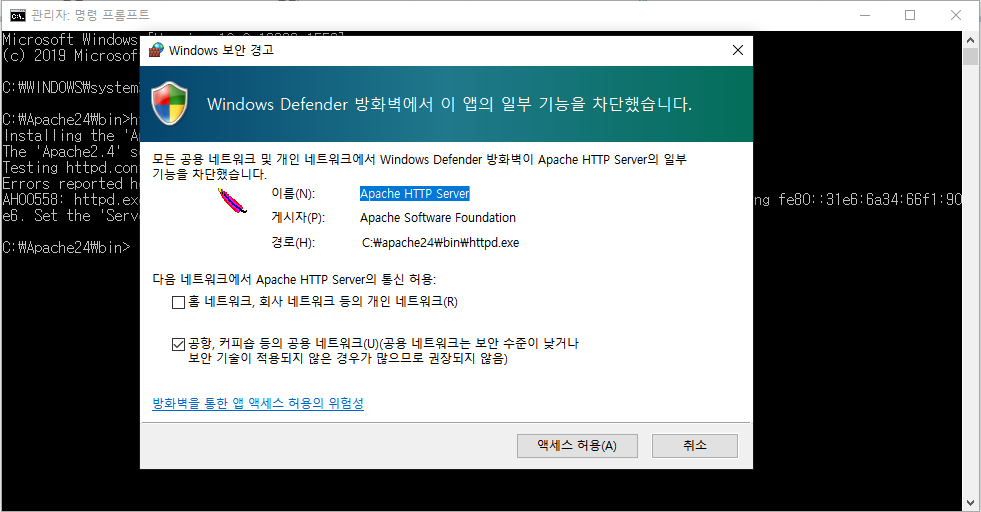 관리자: 명령 프롬프트
Microsoft Windows
(c) 2019 Microsof
C:₩WINDOWS₩system
C:₩Apache24₩bin>h
Installing the 'A
The 'Apache2.4' s
Testing httpd.con
Errors reported h
AH00558: httpd.ex ng fe80::31e6:6a34:66f1:90
e6. Set the 'Serve
C:₩Apache24₩bin>
Windows 보안 경고
Windows Defender 방화벽에서 이 앱의 일부 기능을 차단했습니다.
모든 공용 네트워크 및 개인 네트워크에서 Windows Defender 방화벽이 Apache HTTP Server의 일부
기능을 차단했습니다.
이름(N): Apache HTTP Server
게시자(P): Apache Software Foundation
경로(H): C:₩apache24₩bin₩httpd.exe
다음 네트워크에서 Apache HTTP Server의 통신 허용:
홈 네트워크, 회사 네트워크 등의 개인 네트워크(R)
공항, 커피숍 등의 공용 네트워크(U)(공용 네트워크는 보안 수준이 낮거나
보안 기술이 적용되지 않은 경우가 많으므로 권장되지 않음)
방화벽을 통한 앱 액세스 허용의 위험성
액세스 허용(A)
취소